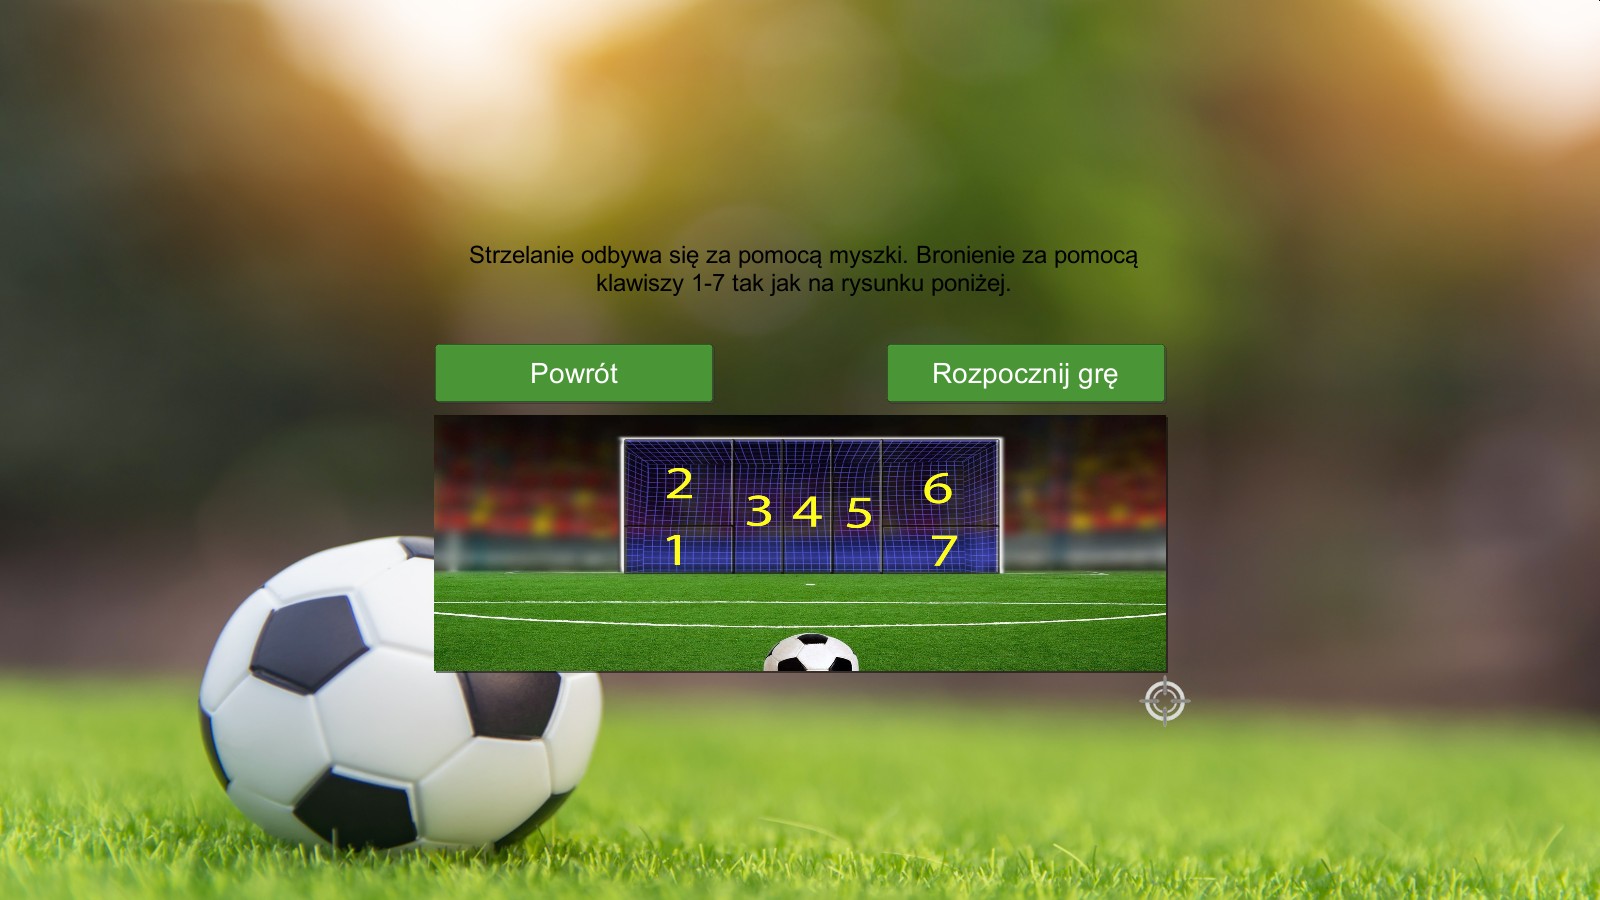 Strzelanie odbywa się za pomocą myszki. Bronienie za pomocą
klawiszy 1-7 tak jak na rysunku poniżej.
Powrót
Rozpocznij grę
2
6
3 4 5
1
7